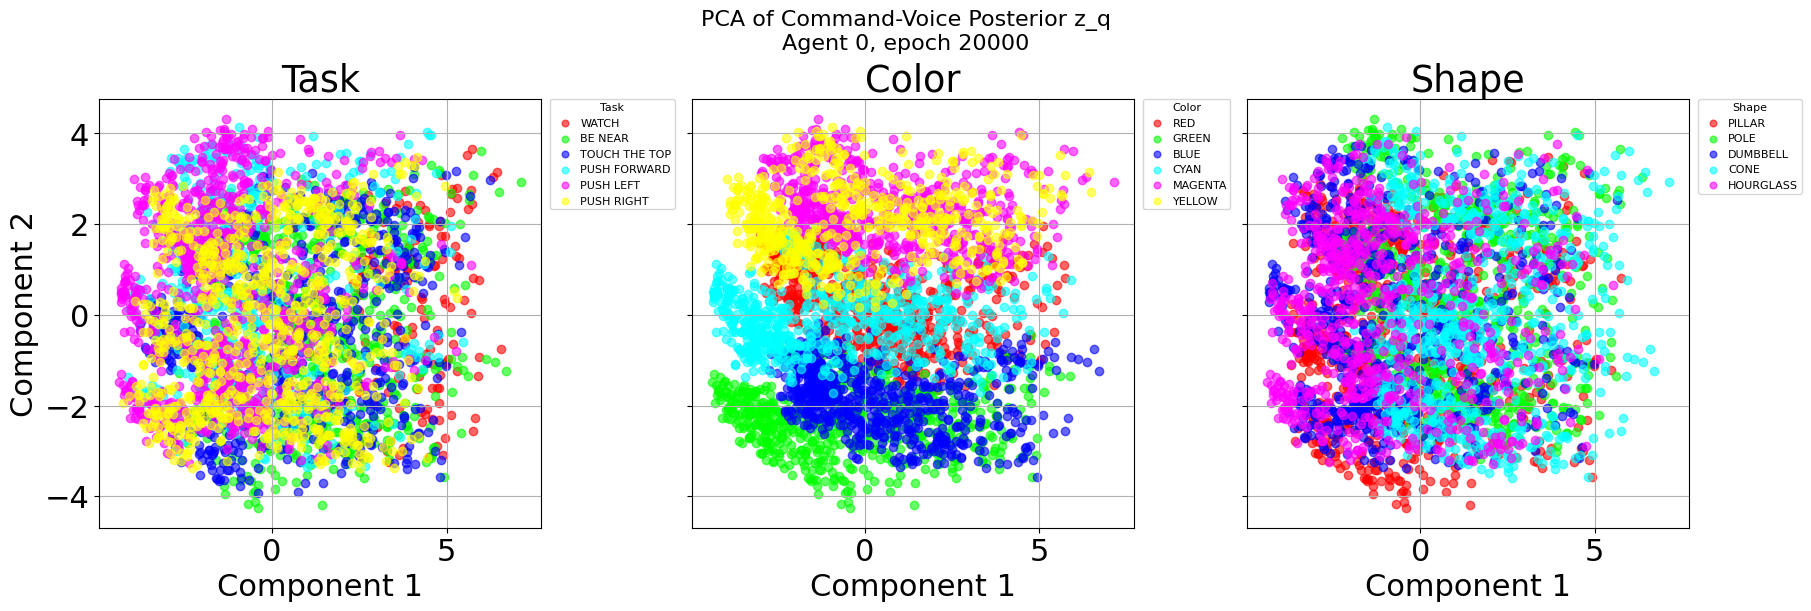 PCA of Command-Voice Posterior z_q
Agent 0, epoch 20000
Task
Component 2
4
2
0
−2
−4
0
5
Component 1
Task
WATCH
BE NEAR
TOUCH THE TOP
PUSH FORWARD
PUSH LEFT
PUSH RIGHT
Color
0
5
Component 1
Color
RED
GREEN
BLUE
CYAN
MAGENTA
YELLOW
Shape
0
5
Component 1
Shape
PILLAR
POLE
DUMBBELL
CONE
HOURGLASS